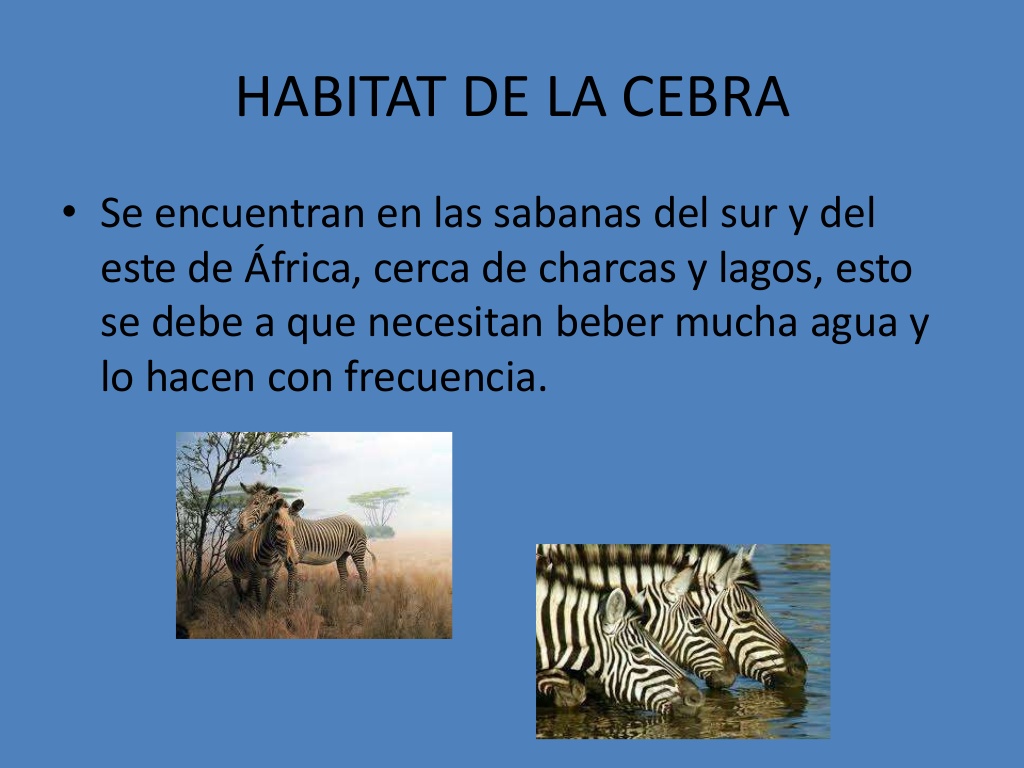 HABITAT DE LA CEBRA
• Se encuentran en las sabanas del sur y del
este de África, cerca de charcas y lagos, esto
se debe a que necesitan beber mucha agua y
lo hacen con frecuencia.